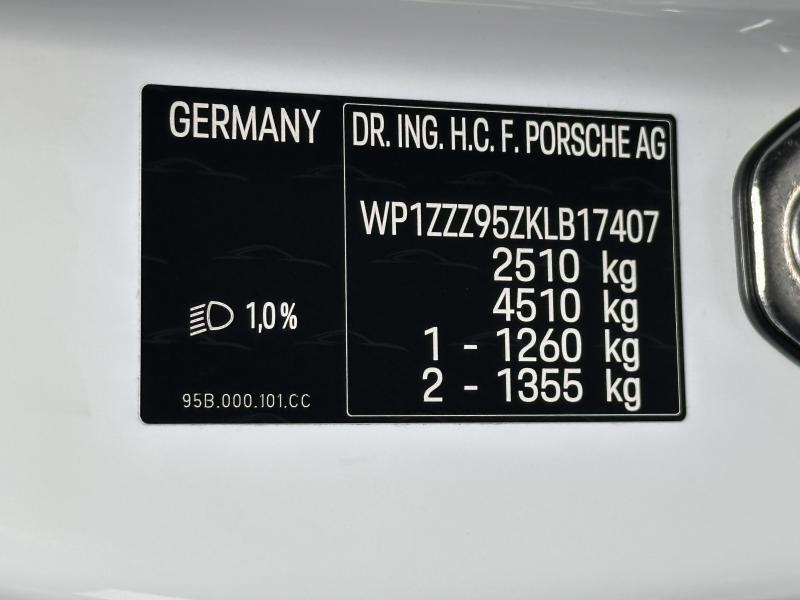 GERMANY
DR. ING. H.C. F. PORSCHE AG
WP1ZZZ95ZKLB17407
2510 kg
4510 kg
1 - 1260 kg
2 - 1355 kg
1,0%
95B.000.101.CC